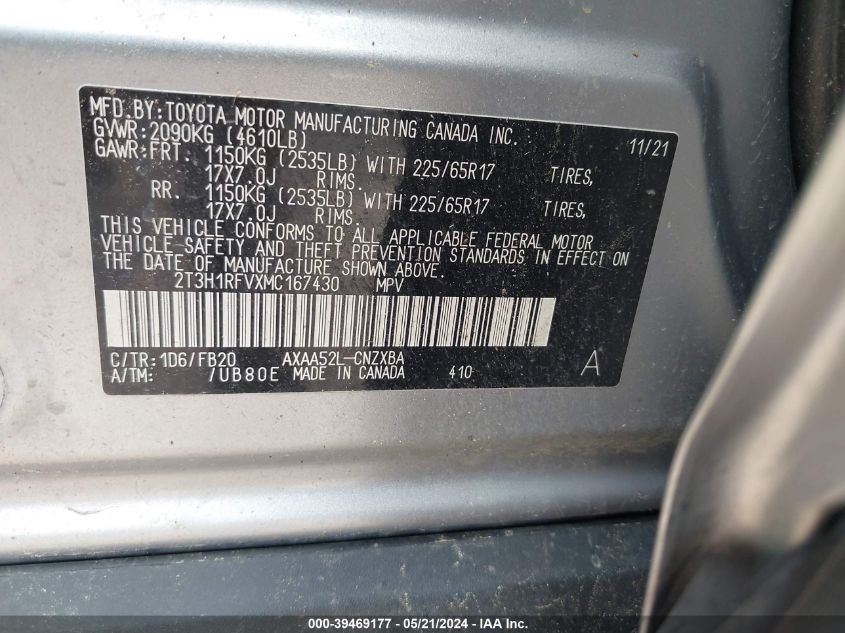 MFD.BY:TOYOTA MOTOR MANUFACTURING CANADA INC. 11/21
GVWR:2090KG (4610LB)
GAWR:FRT. 1150KG (2535LB) WITH 225/65R17 TIRES,
17X7.0J RIMS.
RR. 1150KG (2535LB) WITH 225/65R17 TIRES,
17X7.0J RIMS.
THIS VEHICLE CONFORMS TO ALL APPLICABLE FEDERAL MOTOR
VEHICLE-SAFETY AND THEFT PREVENTION STANDARDS IN EFFECT ON
THE DATE OF MANUFACTURE SHOWN ABOVE.
2T3H1RFVXMC167430 MPV
C/TR:1D6/FB20 AXAA52L-CNZXBA
A/TM: /UB80E MADE IN CANADA 410 A
000-39469177 - 05/21/2024 - IAAI.com